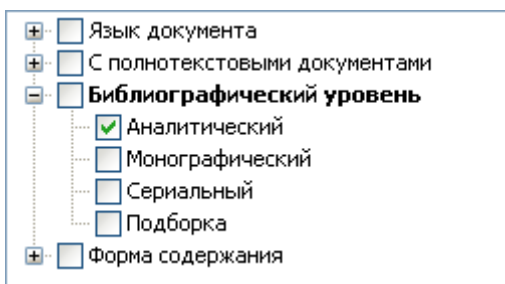 Язык документа
С полнотекстовыми документами
Библиографический уровень
Аналитический
Монографический
Сериальный
Подборка
Форма содержания